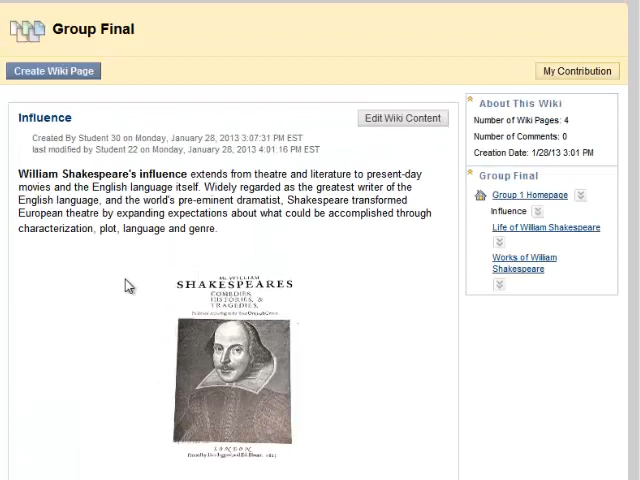 Group Final
Create Wiki Page
My Contribution
Influence
Edit Wiki Content
Created By Student 30 on Monday, January 28, 2013 3:07:31 PM EST
last modified by Student 22 on Monday, January 28, 2013 4:01:16 PM EST
William Shakespeare's influence extends from theatre and literature to present-day
movies and the English language itself. Widely regarded as the greatest writer of the
English language, and the world's pre-eminent dramatist, Shakespeare transformed
European theatre by expanding expectations about what could be accomplished through
characterization, plot, language and genre.
MR. WILLIAM
SHAKESPEARES
COMEDIES,
HISTORIES, &
TRAGEDIES.
LONDON
About This Wiki
Number of Wiki Pages: 4
Number of Comments: 0
Creation Date: 1/28/13 3:01 PM
Group Final
Group 1 Homepage
Influence
Life of William Shakespeare
Works of William
Shakespeare